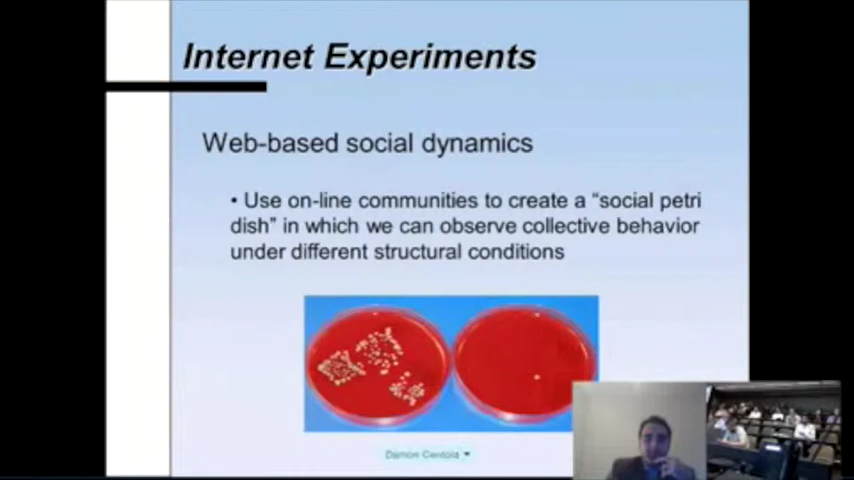 Internet Experiments
Web-based social dynamics
• Use on-line communities to create a “social petri
dish” in which we can observe collective behavior
under different structural conditions
Damon Centola